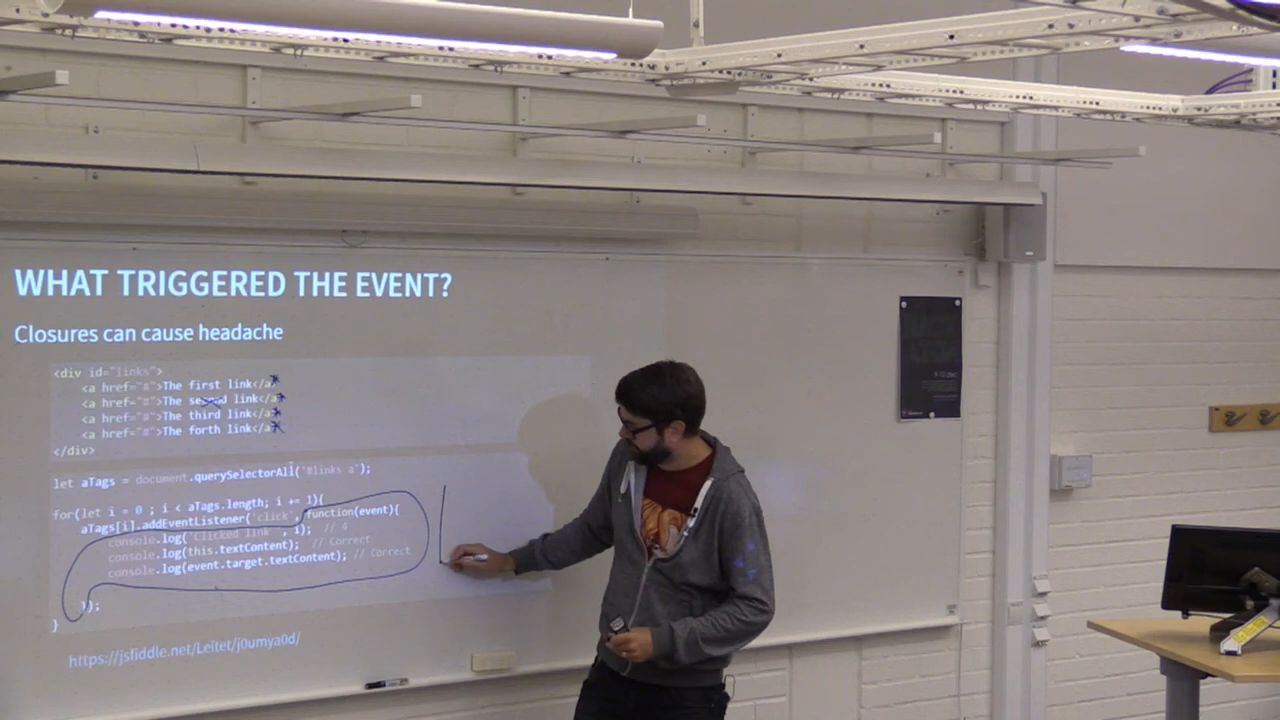 WHAT TRIGGERED THE EVENT?
Closures can cause headache
<div id="links">
<a href="#">The first link</a>
<a href="#">The second link</a>
<a href="#">The third link</a>
<a href="#">The forth link</a>
</div>
let aTags = document.querySelectorAll('#links a');
for(let i = 0 ; i < aTags.length; i += 1){
aTags[i].addEventListener('click', function(event){
console.log('Clicked link ', i); // 4
console.log(this.textContent); // Correct
console.log(event.target.textContent); // Correct
});
}
https://jsfiddle.net/Leitet/j0umya0d/